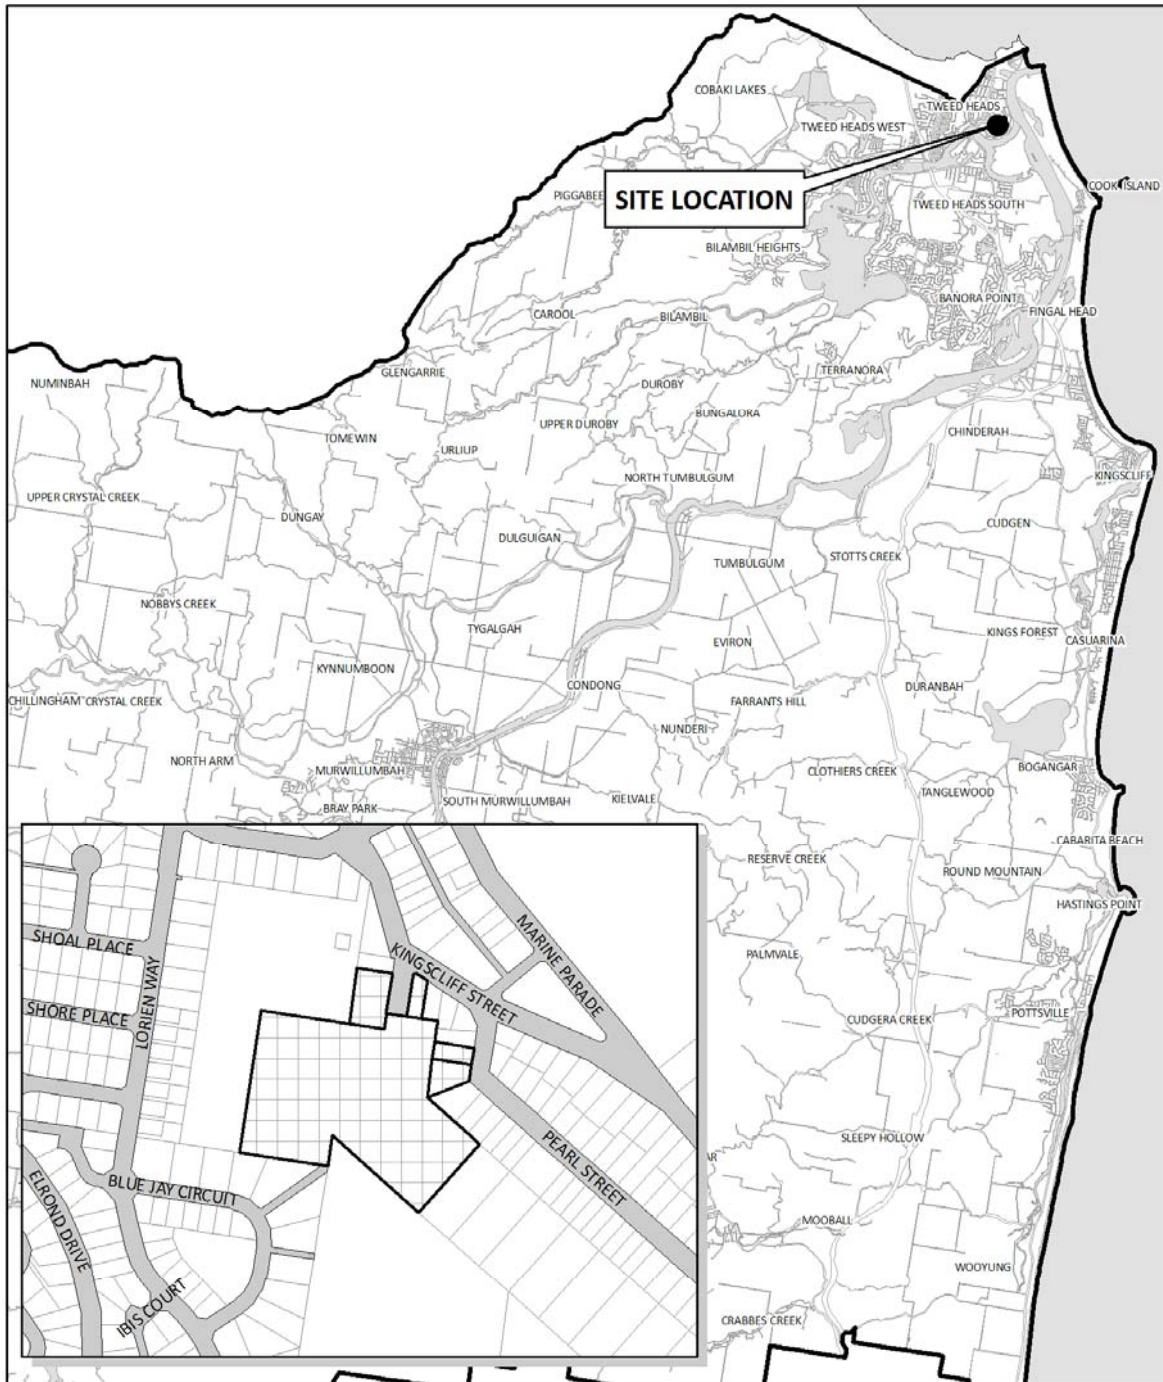 COBAKI LAKES
TWEED HEADS
TWEED HEADS WEST
SITE LOCATION
PIGGABEE
COOK ISLAND
TWEED HEADS SOUTH
BILAMBIL HEIGHTS
BANORA POINT
FINGAL HEAD
CAROOL
BILAMBIL
GLENGARRIE
TERRANORA
NUMINBAH
DUROBY
BUNGALORA
UPPER DUROBY
TOMEWIN
CHINDERAH
URLIUP
NORTH TUMBULGUM
KINGSCLIFF
UPPER CRYSTAL CREEK
DUNGAY
CUDGEN
DULGUIGAN
STOTTS CREEK
TUMBULGUM
NOBBYS CREEK
TYGALGAH
KINGS FOREST
EVIRON
CASUARINA
KYNNUMBOON
CONDONG
DURANBAH
CHILLINGHAM
CRYSTAL CREEK
FARRANTS HILL
NUNDERI
NORTH ARM
MURWILLUMBAH
CLOTHIERS CREEK
BOGANGAR
TANGLEWOOD
BRAY PARK
SOUTH MURWILLUMBAH
KIELVALE
CABARITA BEACH
RESERVE CREEK
ROUND MOUNTAIN
HASTINGS POINT
PALMVALE
CUDGERA CREEK
POTTSVILLE
SLEEPY HOLLOW
AR
MOOBALL
WOOYUNG
CRABBES CREEK
SHOAL PLACE
SHORE PLACE
LORIEN WAY
KINGSCLIFF STREET
MARINE PARADE
PEARL STREET
BLUE JAY CIRCUIT
ELROND DRIVE
IBIS COURT